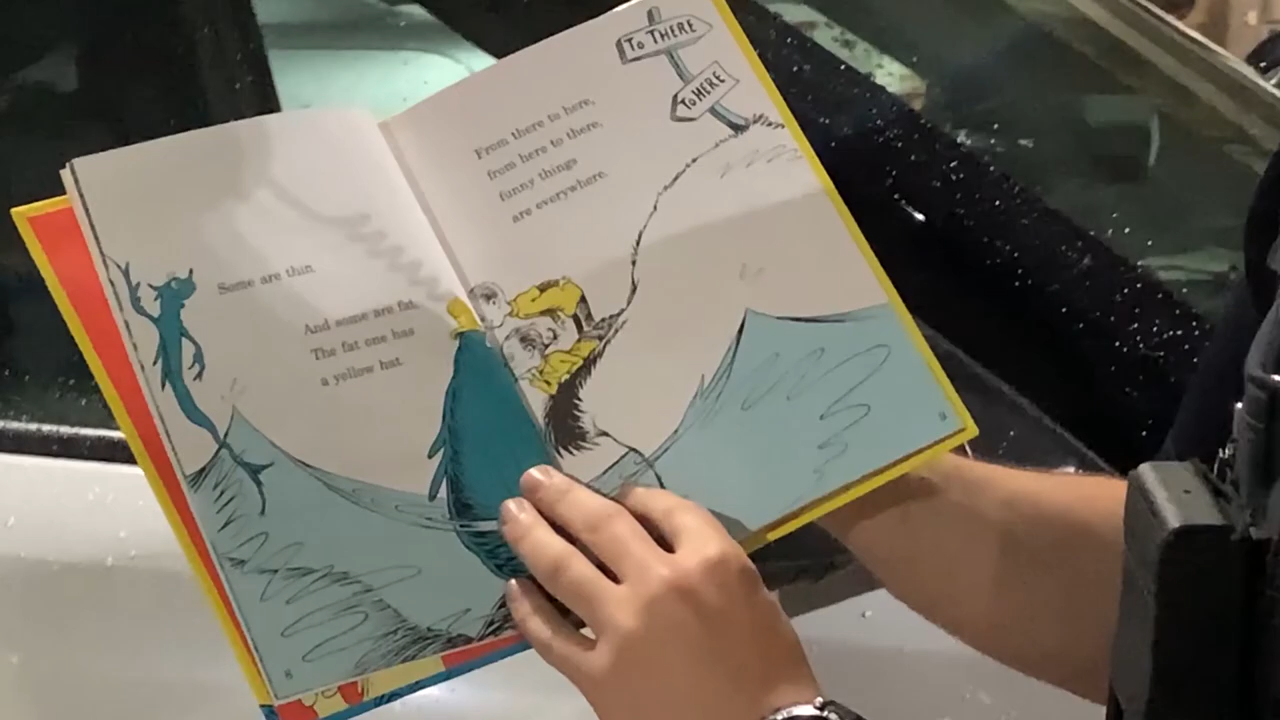 Some are thin.
And some are fat.
The fat one has
a yellow hat.
8
To THERE
To HERE
From there to here,
from here to there,
funny things
are everywhere.
9